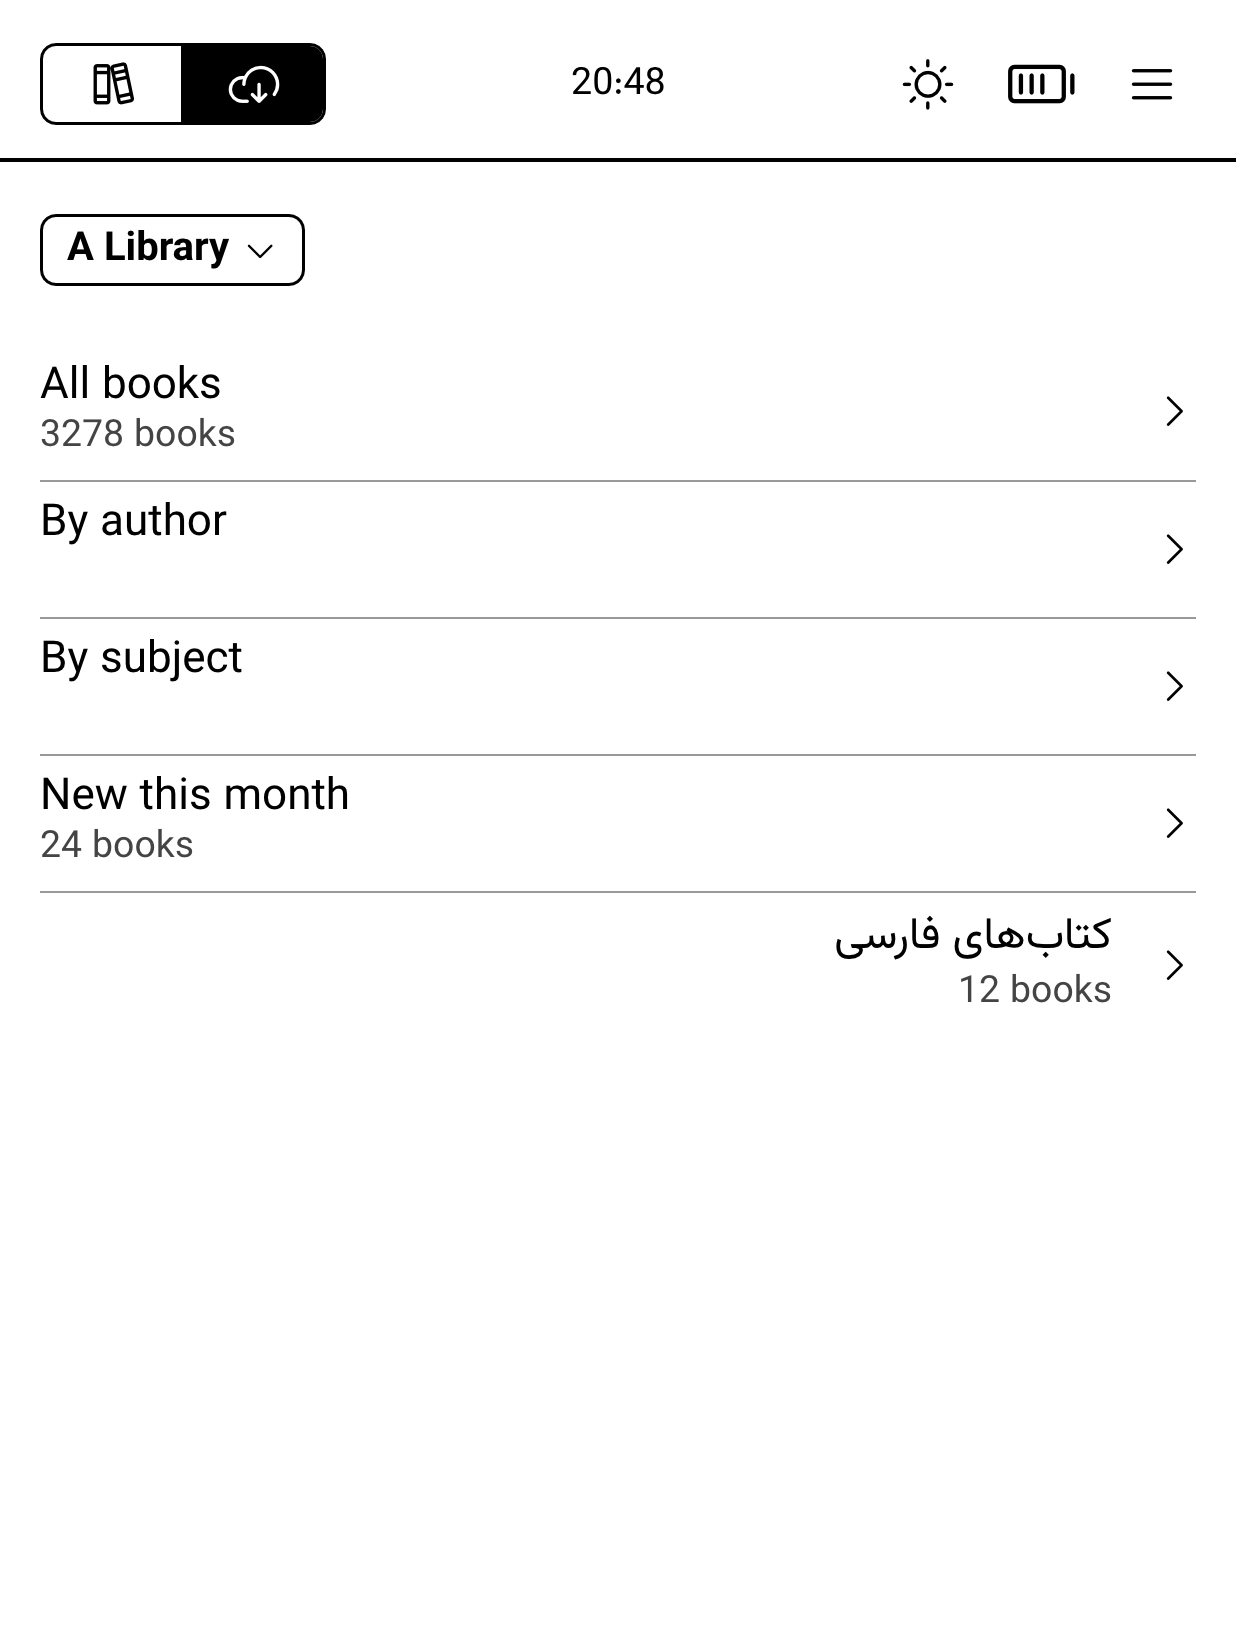 20:48
A Library
All books
3278 books
By author
By subject
New this month
24 books
کتاب‌های فارسی
12 books